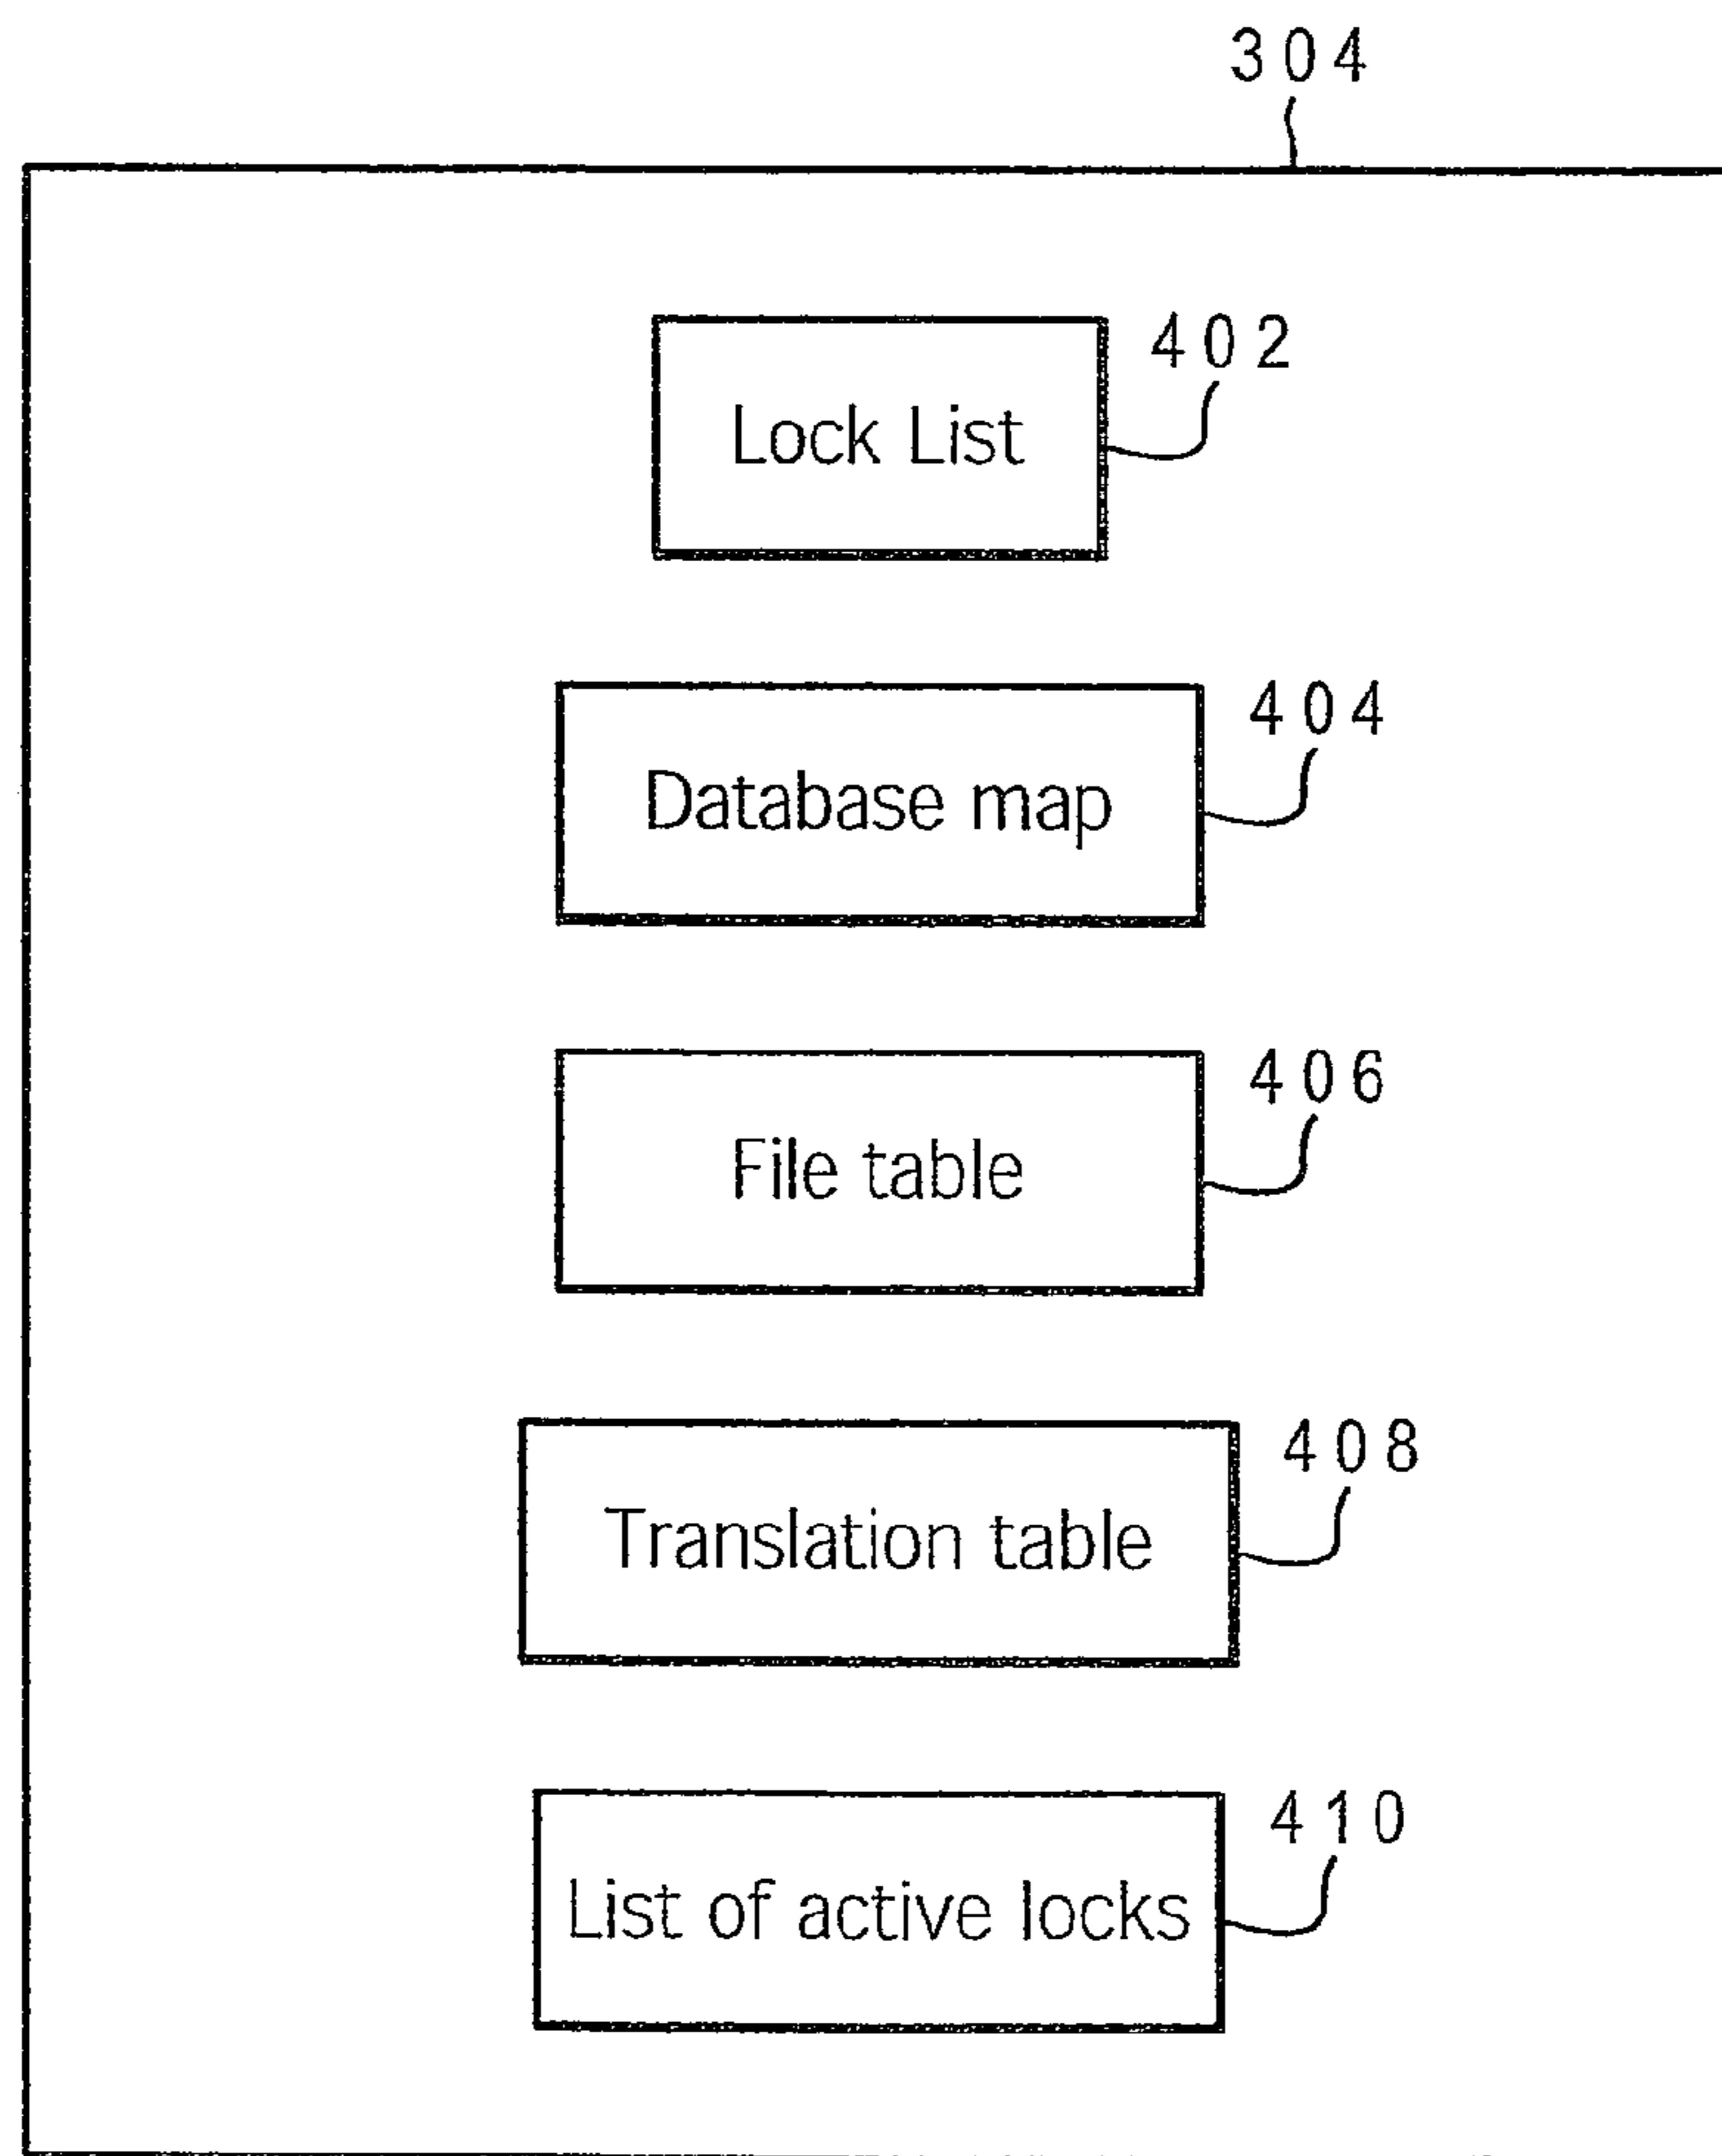 304
402
Lock List
404
Database map
406
File table
408
Translation table
410
List of active locks